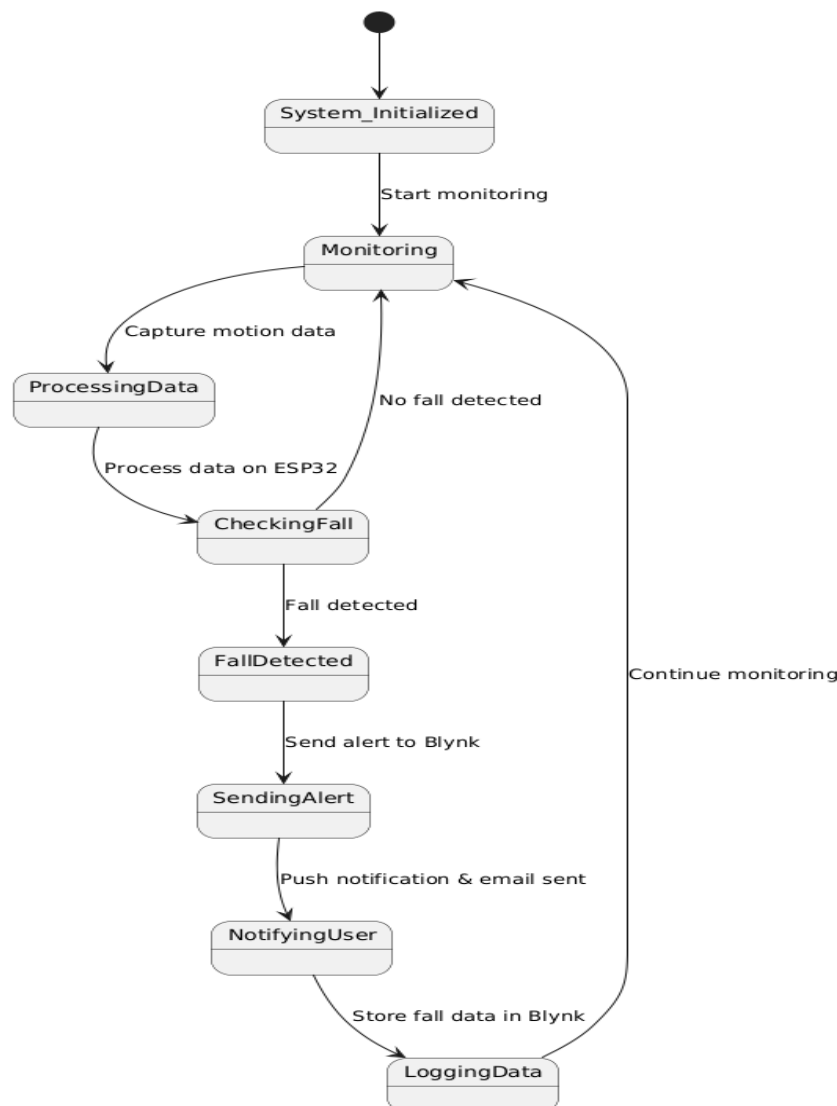 System_Initialized
Start monitoring
Monitoring
Capture motion data
ProcessingData
No fall detected
Process data on ESP32
CheckingFall
Fall detected
FallDetected
Continue monitoring
Send alert to Blynk
SendingAlert
Push notification & email sent
NotifyingUser
Store fall data in Blynk
LoggingData